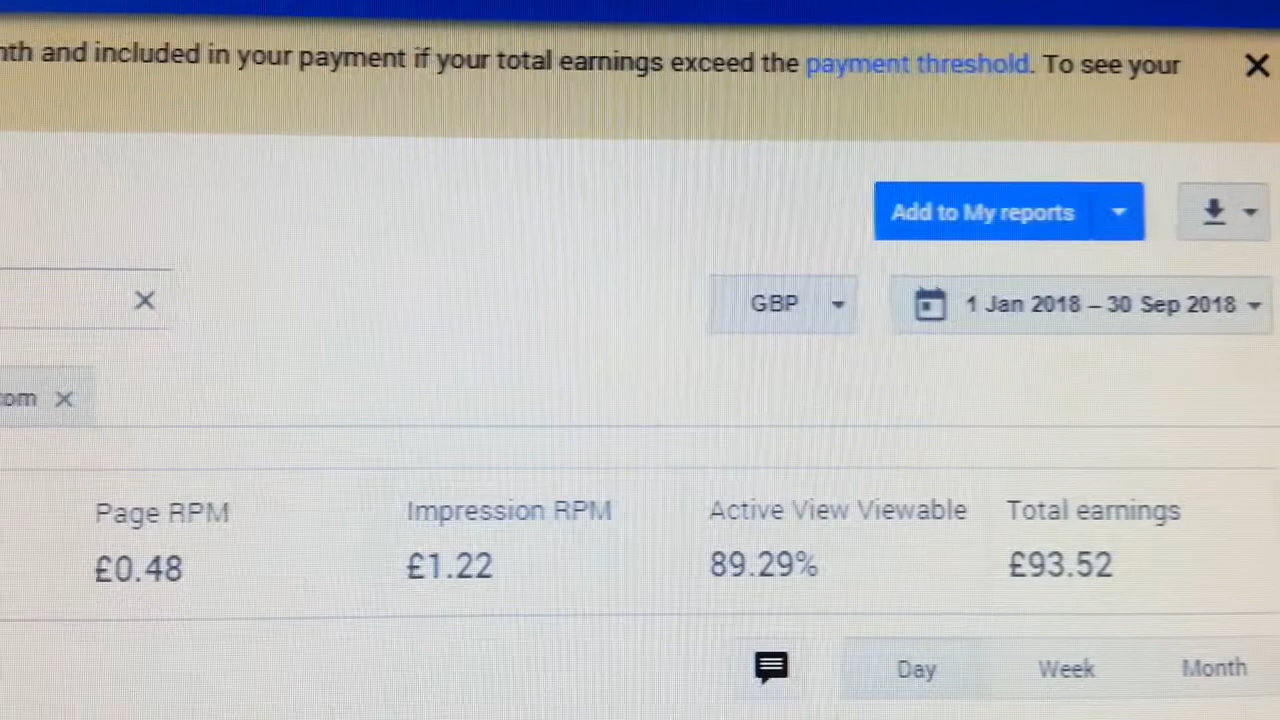 and included in your payment if your total earnings exceed the payment threshold. To see your
Add to My reports
GBP
1 Jan 2018 – 30 Sep 2018
Page RPM
Impression RPM
Active View Viewable
Total earnings
£0.48
£1.22
89.29%
£93.52
Day
Week
Month